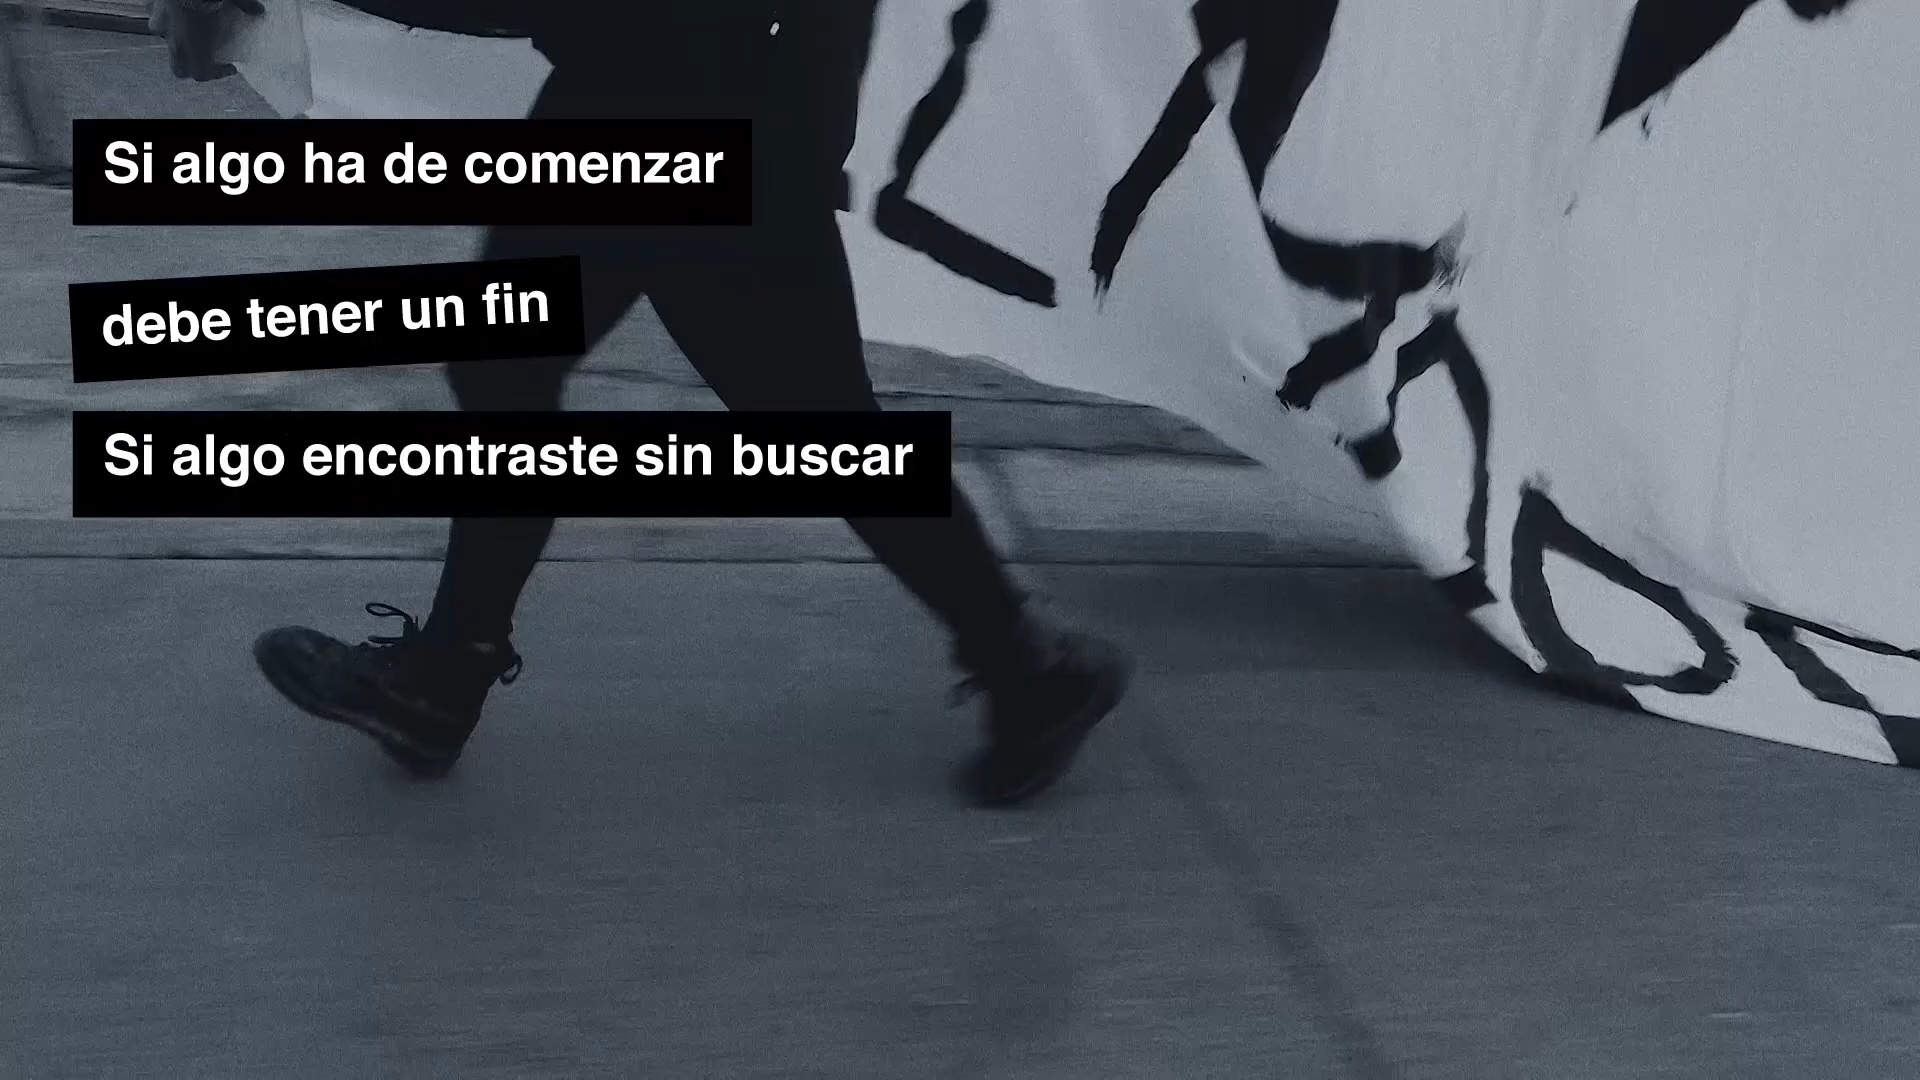 Si algo ha de comenzar
debe tener un fin
Si algo encontraste sin buscar